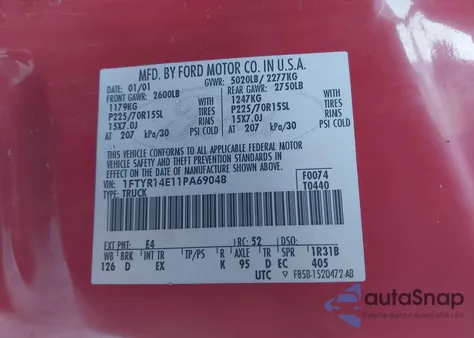 MFD. BY FORD MOTOR CO. IN U.S.A.
DATE: 01/01 GVWR: 5020LB/ 2277KG
FRONT GAWR: 2600LB REAR GAWR: 2750LB
1179KG WITH 1247KG WITH
P225/70R15SL TIRES P225/70R15SL TIRES
15X7.0J RIMS 15X7.0J RIMS
AT 207 kPa/30 PSI COLD AT 207 kPa/30 PSI COLD
THIS VEHICLE CONFORMS TO ALL APPLICABLE FEDERAL MOTOR
VEHICLE SAFETY AND THEFT PREVENTION STANDARDS IN
EFFECT ON THE DATE OF MANUFACTURE SHOWN ABOVE.
VIN: 1FTYR14E11PA69048 F0074
TYPE: TRUCK T0440
EXT PNT: E4 RC: 52 DSO:
WB BRK INT TR TP/PS R AXLE TR SPR 1R31B
126 D EX K 95 D EC 405
UTC F85B-1520472-AB
autaSnap